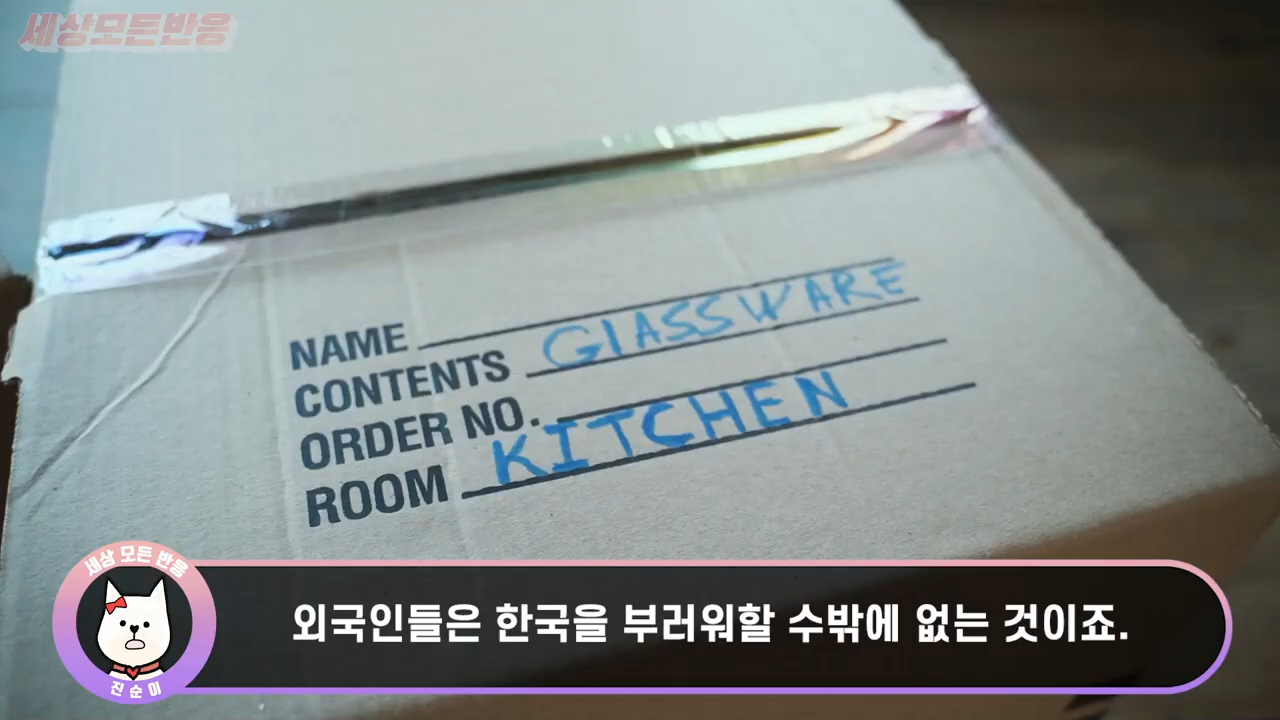 세상모든반응
NAME
CONTENTS GLASSWARE
ORDER NO.
ROOM KITCHEN
세상 모든 반응
진순이
외국인들은 한국을 부러워할 수밖에 없는 것이죠.